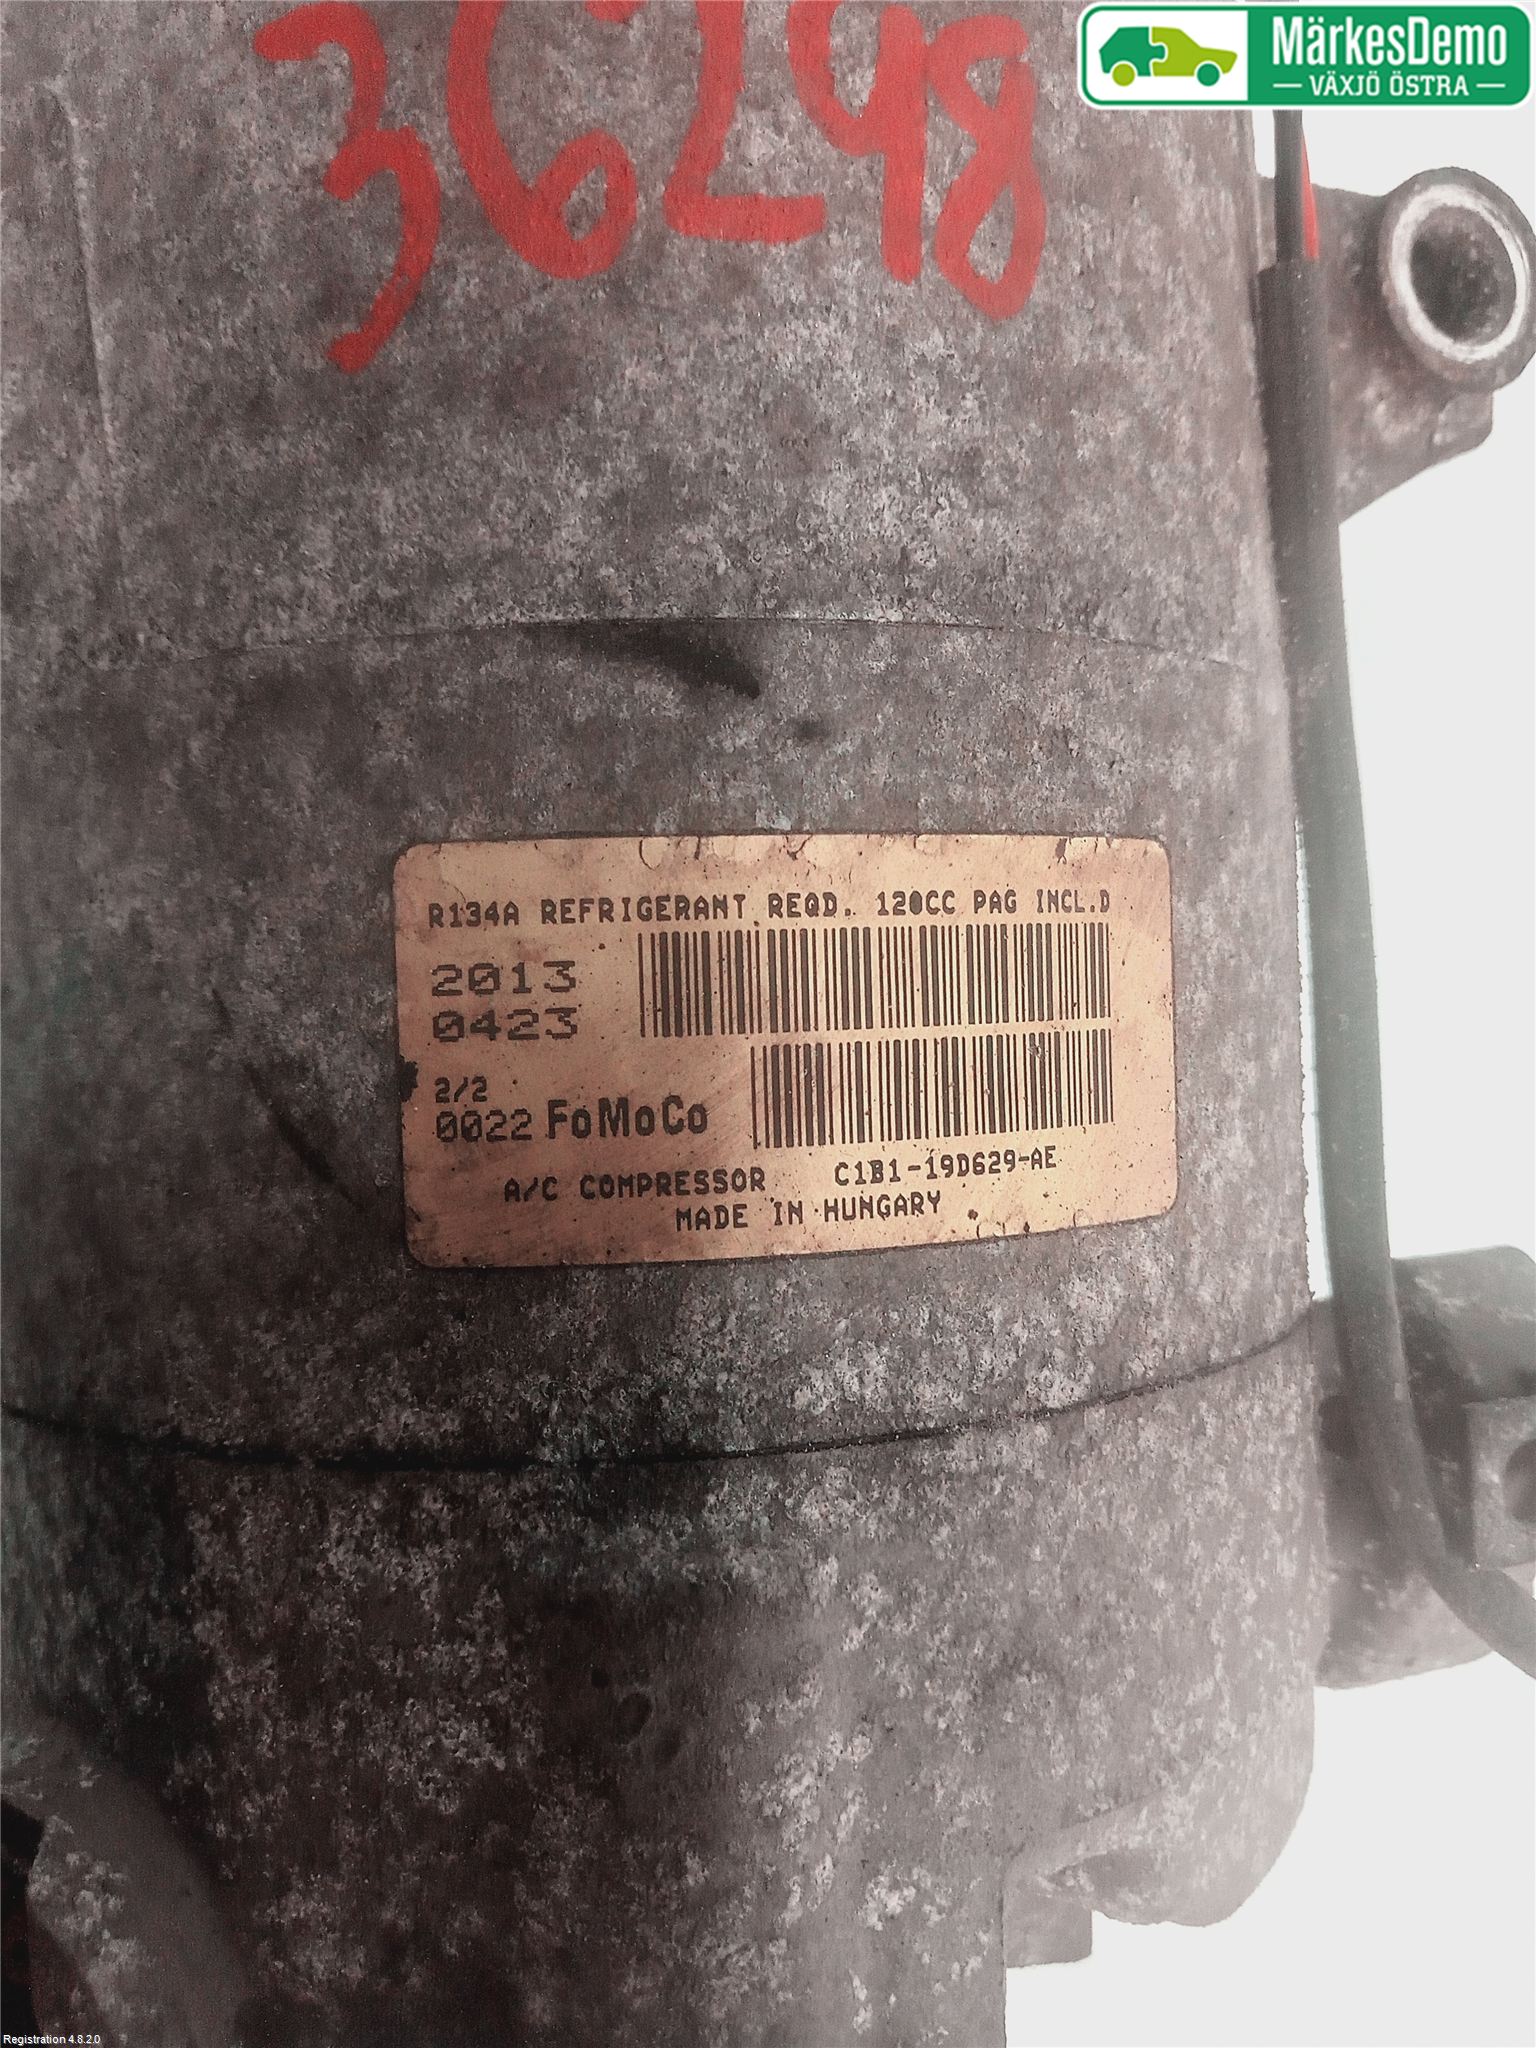 MärkesDemo
VÄXJÖ ÖSTRA
36298
R134A REFRIGERANT REQD. 120CC PAG INCL.D
2013
0423
2/2
0022 FoMoCo
A/C COMPRESSOR C1B1-19D629-AE
MADE IN HUNGARY
Registration 4.8.2.0